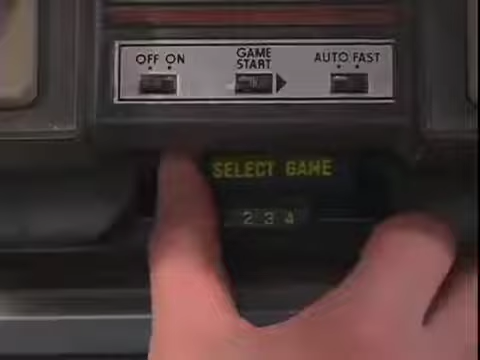 OFF ON
GAME
START
AUTO FAST
SELECT GAME
2 3 4